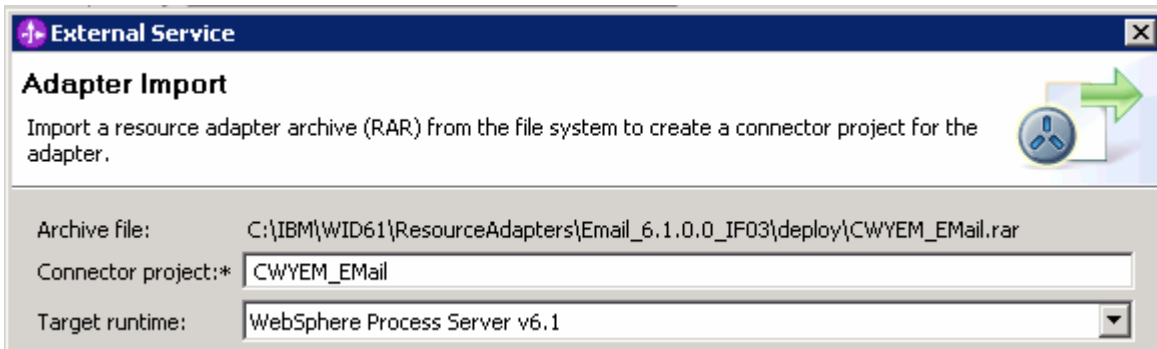 External Service
Adapter Import
Import a resource adapter archive (RAR) from the file system to create a connector project for the
adapter.
Archive file: C:\IBM\WID61\ResourceAdapters\Email_6.1.0.0_IF03\deploy\CWYEM_EMail.rar
Connector project:* CWYEM_EMail
Target runtime: WebSphere Process Server v6.1